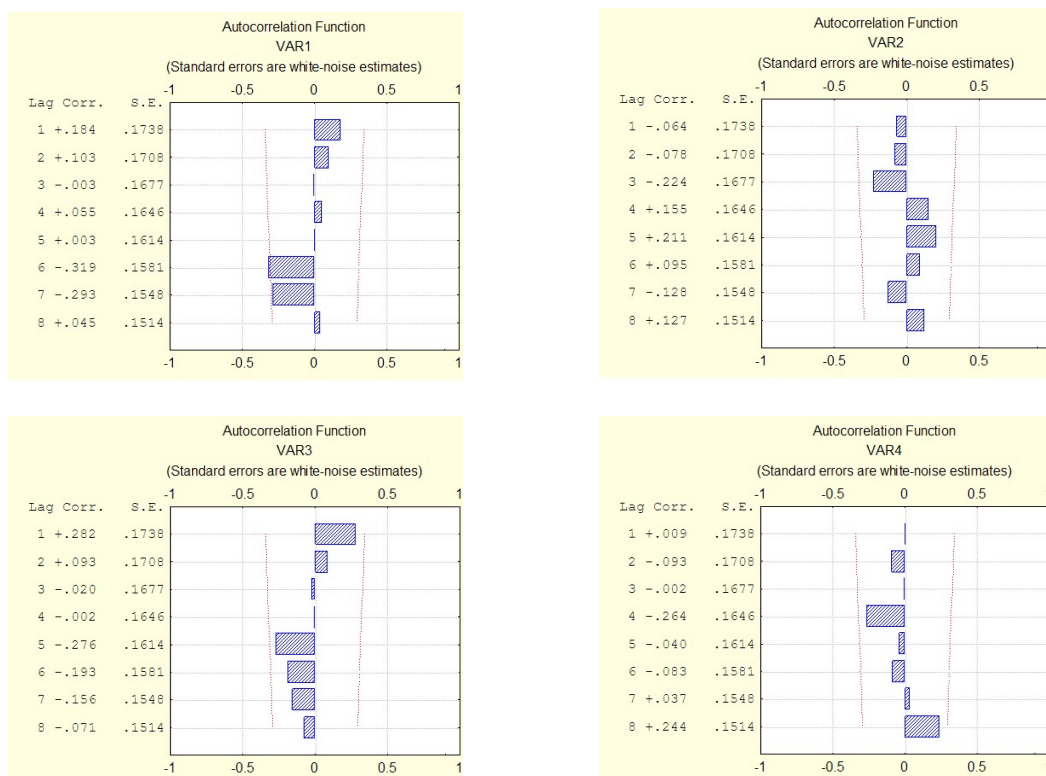 Autocorrelation Function
VAR1
(Standard errors are white-noise estimates)
-1 -0.5 0 0.5 1
Lag Corr. S.E.
1 +.184 .1738
2 +.103 .1708
3 -.003 .1677
4 +.055 .1646
5 +.003 .1614
6 -.319 .1581
7 -.293 .1548
8 +.045 .1514
-1 -0.5 0 0.5 1
Autocorrelation Function
VAR2
(Standard errors are white-noise estimates)
-1 -0.5 0 0.5
Lag Corr. S.E.
1 -.064 .1738
2 -.078 .1708
3 -.224 .1677
4 +.155 .1646
5 +.211 .1614
6 +.095 .1581
7 -.128 .1548
8 +.127 .1514
-1 -0.5 0 0.5
Autocorrelation Function
VAR3
(Standard errors are white-noise estimates)
-1 -0.5 0 0.5 1
Lag Corr. S.E.
1 +.282 .1738
2 +.093 .1708
3 -.020 .1677
4 -.002 .1646
5 -.276 .1614
6 -.193 .1581
7 -.156 .1548
8 -.071 .1514
-1 -0.5 0 0.5 1
Autocorrelation Function
VAR4
(Standard errors are white-noise estimates)
-1 -0.5 0 0.5
Lag Corr. S.E.
1 +.009 .1738
2 -.093 .1708
3 -.002 .1677
4 -.264 .1646
5 -.040 .1614
6 -.083 .1581
7 +.037 .1548
8 +.244 .1514
-1 -0.5 0 0.5